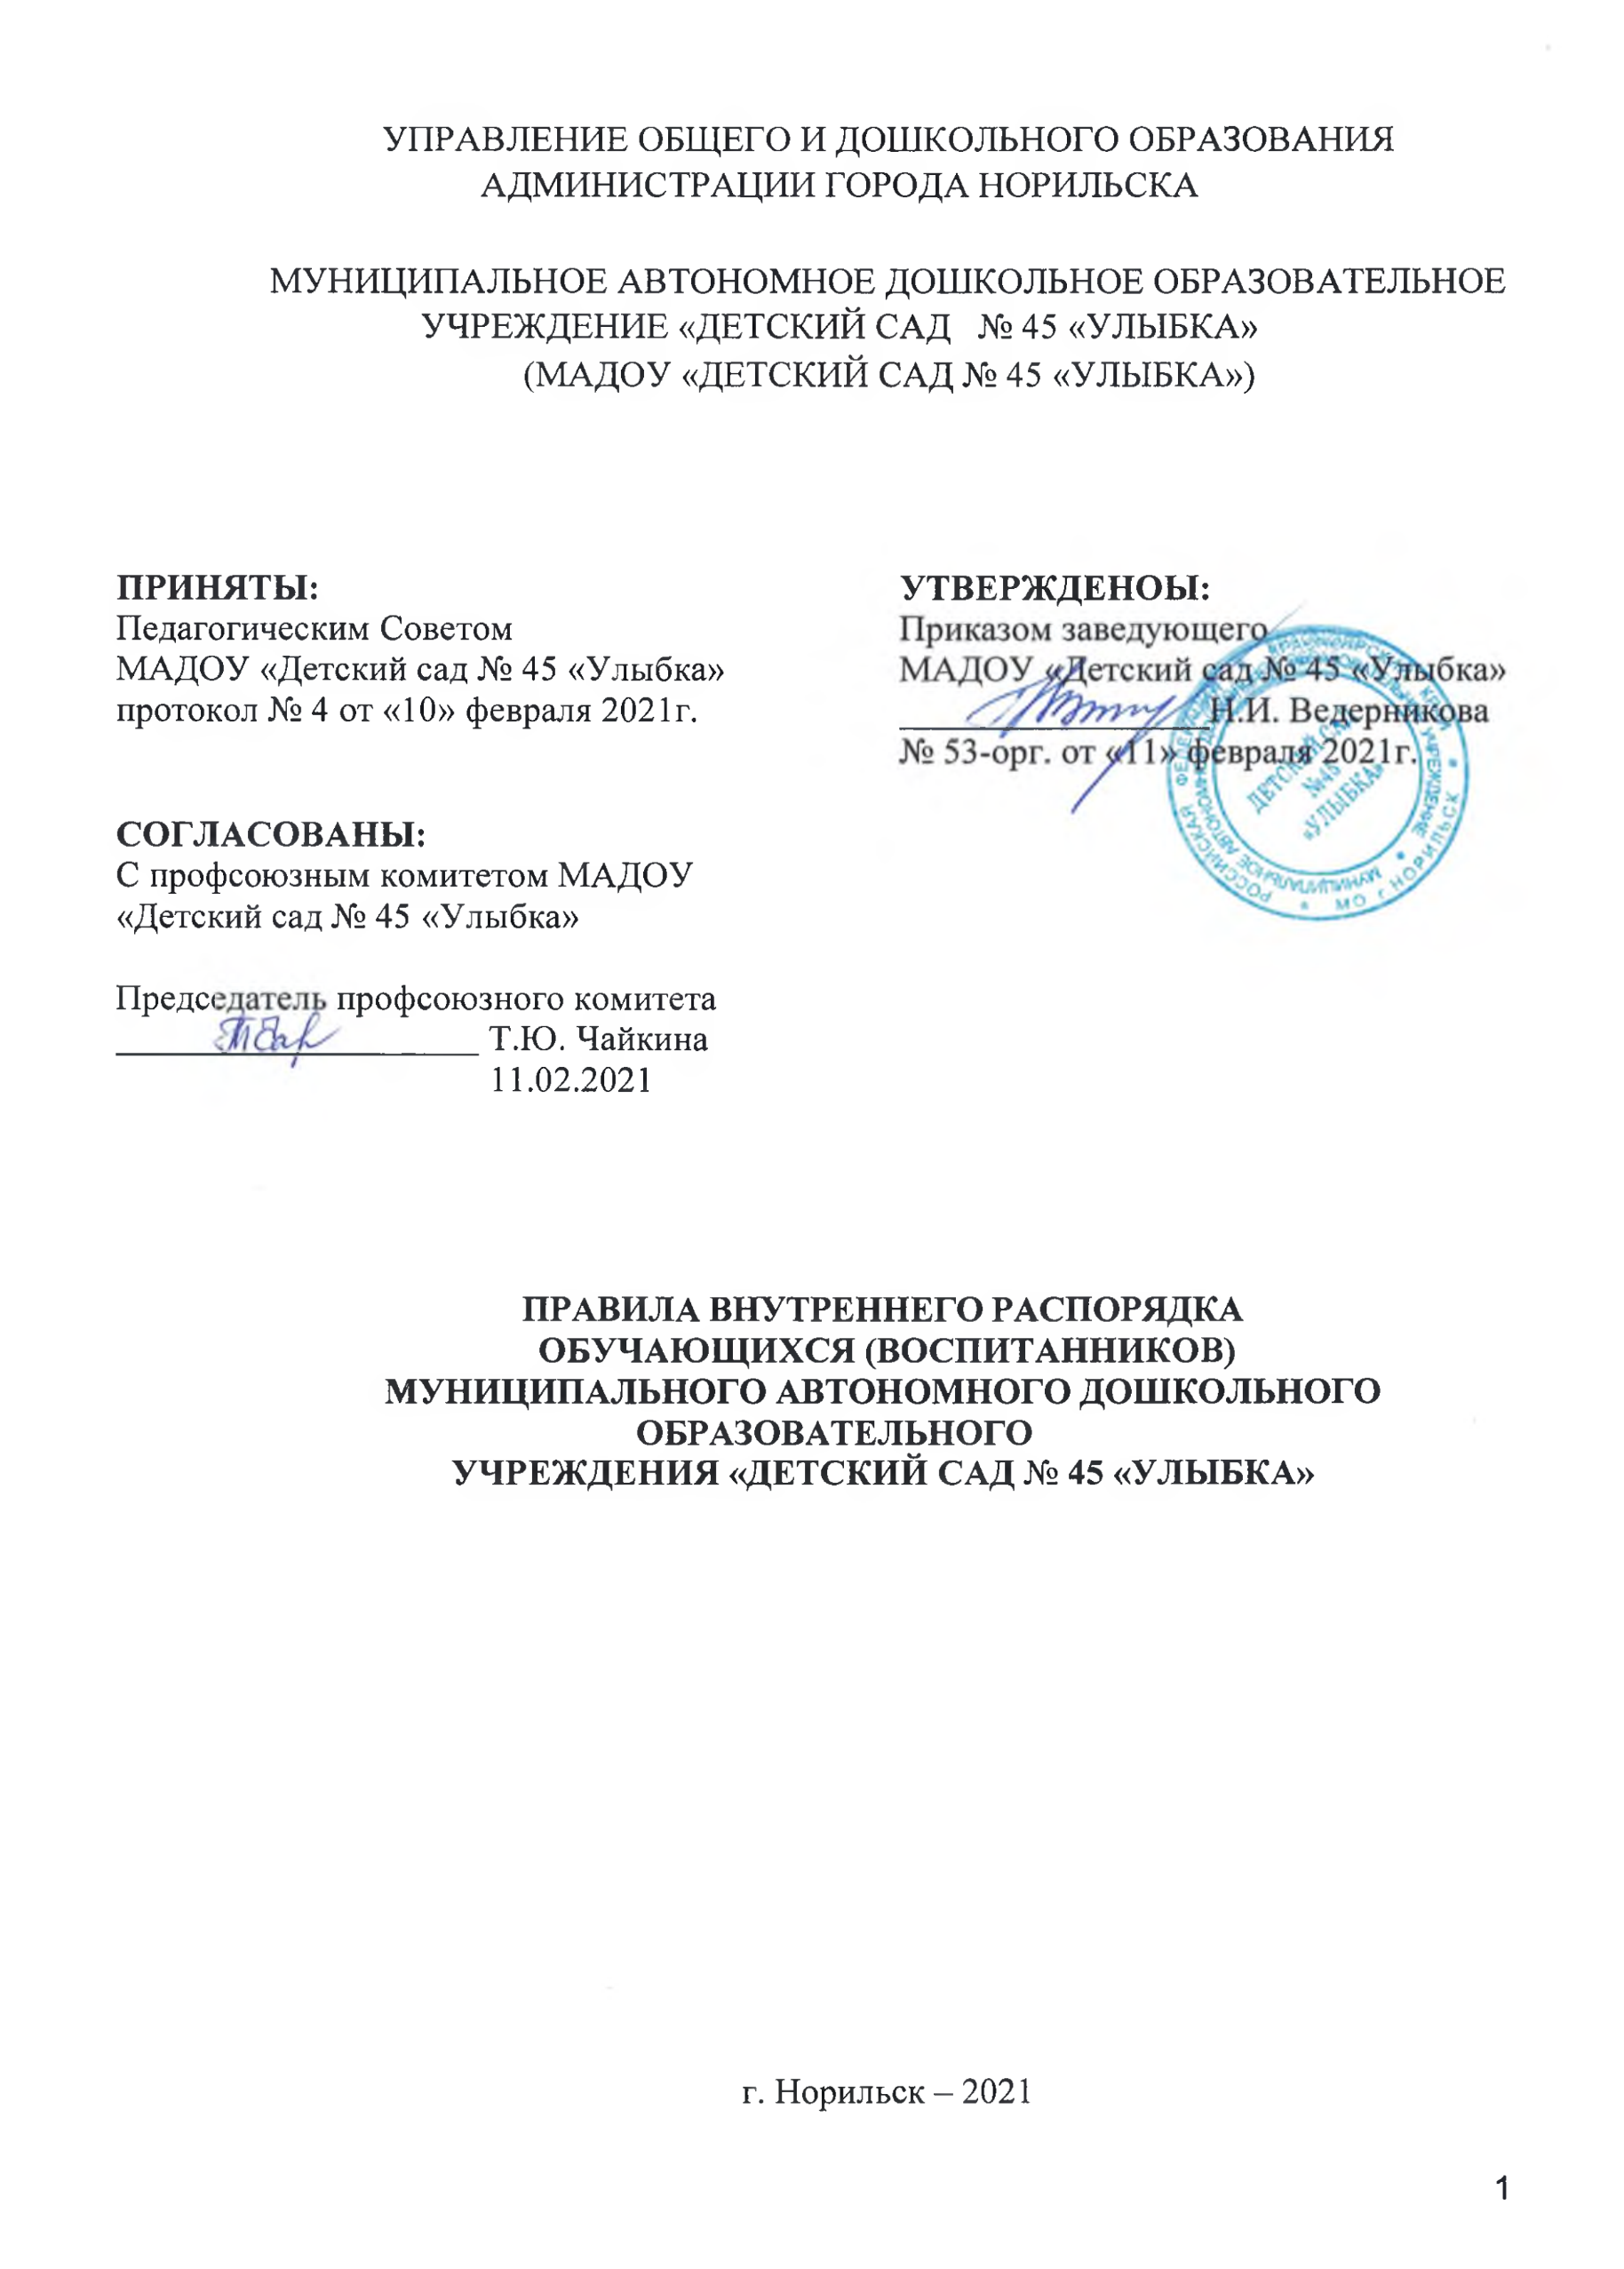 УПРАВЛЕНИЕ ОБЩЕГО И ДОШКОЛЬНОГО ОБРАЗОВАНИЯ
АДМИНИСТРАЦИИ ГОРОДА НОРИЛЬСКА
МУНИЦИПАЛЬНОЕ АВТОНОМНОЕ ДОШКОЛЬНОЕ ОБРАЗОВАТЕЛЬНОЕ
УЧРЕЖДЕНИЕ «ДЕТСКИЙ САД № 45 «УЛЫБКА»
(МАДОУ «ДЕТСКИЙ САД № 45 «УЛЫБКА»)
ПРИНЯТЫ:
Педагогическим Советом
МАДОУ «Детский сад № 45 «Улыбка»
протокол № 4 от «10» февраля 2021г.
УТВЕРЖДЕНОЫ:
Приказом заведующего
МАДОУ «Детский сад № 45 «Улыбка»
Н.И. Ведерникова
№ 53-орг. от «11» февраля 2021г.
ДЕТСКИЙ САД
№45
«УЛЫБКА»
СОГЛАСОВАНЫ:
С профсоюзным комитетом МАДОУ
«Детский сад № 45 «Улыбка»
Председатель профсоюзного комитета
Т.Ю. Чайкина
11.02.2021
ПРАВИЛА ВНУТРЕННЕГО РАСПОРЯДКА
ОБУЧАЮЩИХСЯ (ВОСПИТАННИКОВ)
МУНИЦИПАЛЬНОГО АВТОНОМНОГО ДОШКОЛЬНОГО
ОБРАЗОВАТЕЛЬНОГО
УЧРЕЖДЕНИЯ «ДЕТСКИЙ САД № 45 «УЛЫБКА»
г. Норильск – 2021
1